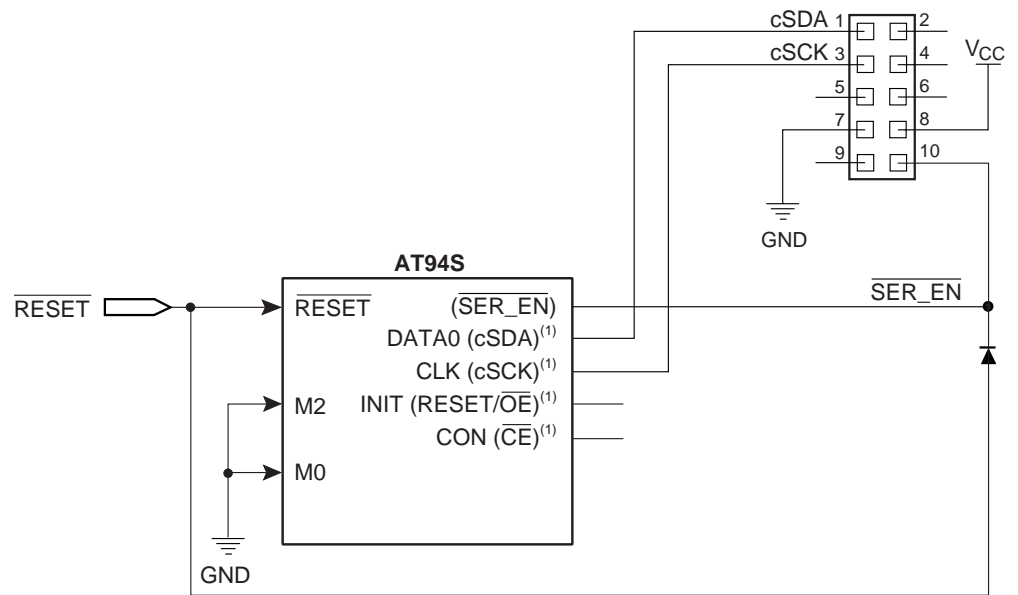 cSDA 1 2
cSCK 3 4
VCC
5 6
7 8
9 10
GND
AT94S
RESET
RESET
(SER_EN)
SER_EN
DATA0 (cSDA)(1)
CLK (cSCK)(1)
M2
INIT (RESET/OE)(1)
CON (CE)(1)
M0
GND